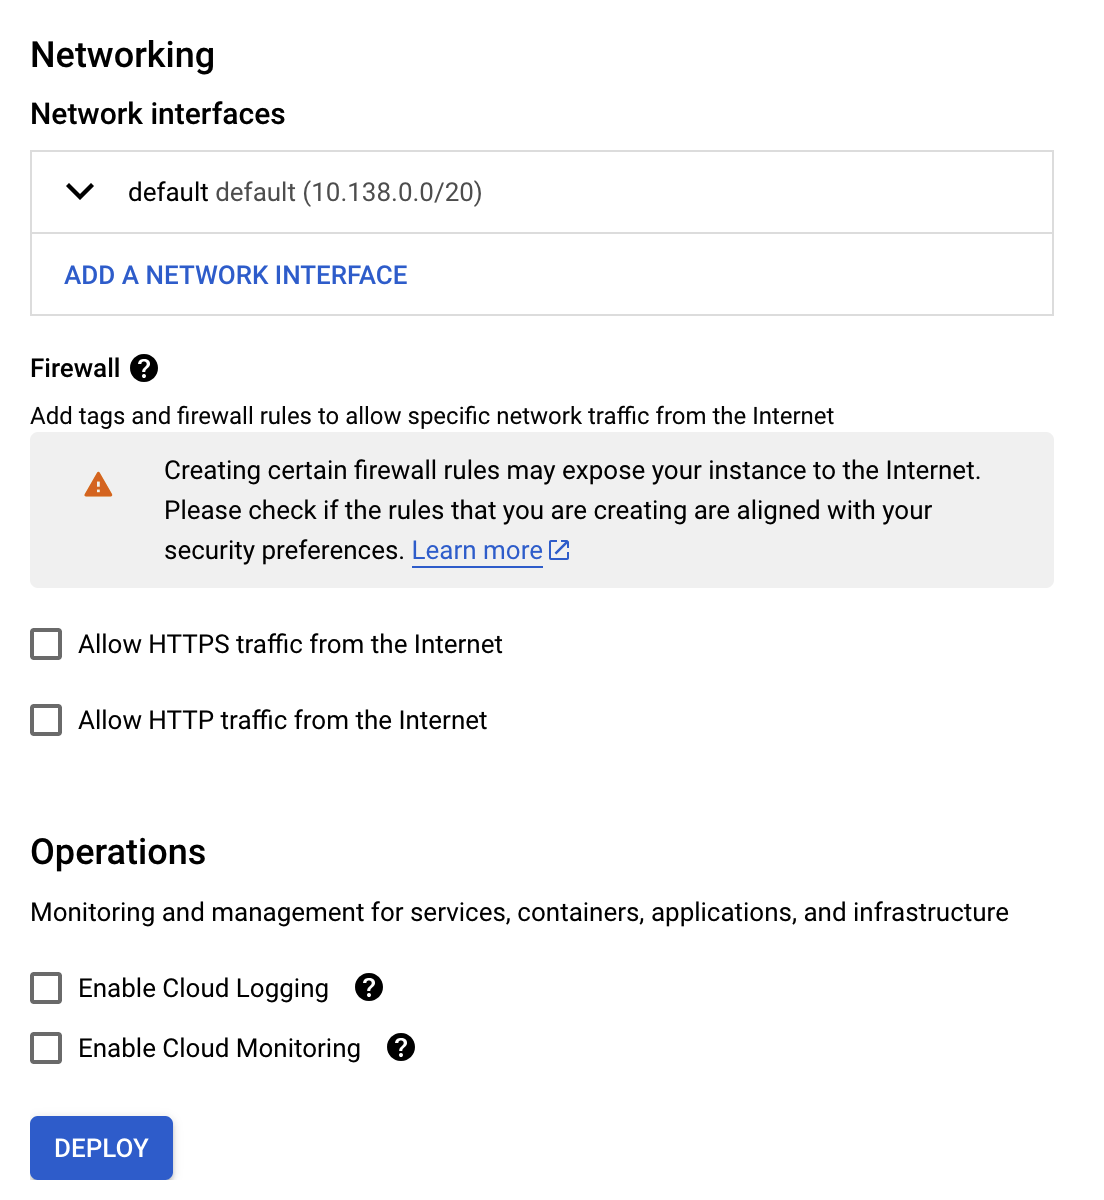 Networking
Network interfaces
default default (10.138.0.0/20)
ADD A NETWORK INTERFACE
Firewall
Add tags and firewall rules to allow specific network traffic from the Internet
Creating certain firewall rules may expose your instance to the Internet.
Please check if the rules that you are creating are aligned with your
security preferences. Learn more
Allow HTTPS traffic from the Internet
Allow HTTP traffic from the Internet
Operations
Monitoring and management for services, containers, applications, and infrastructure
Enable Cloud Logging
Enable Cloud Monitoring
DEPLOY